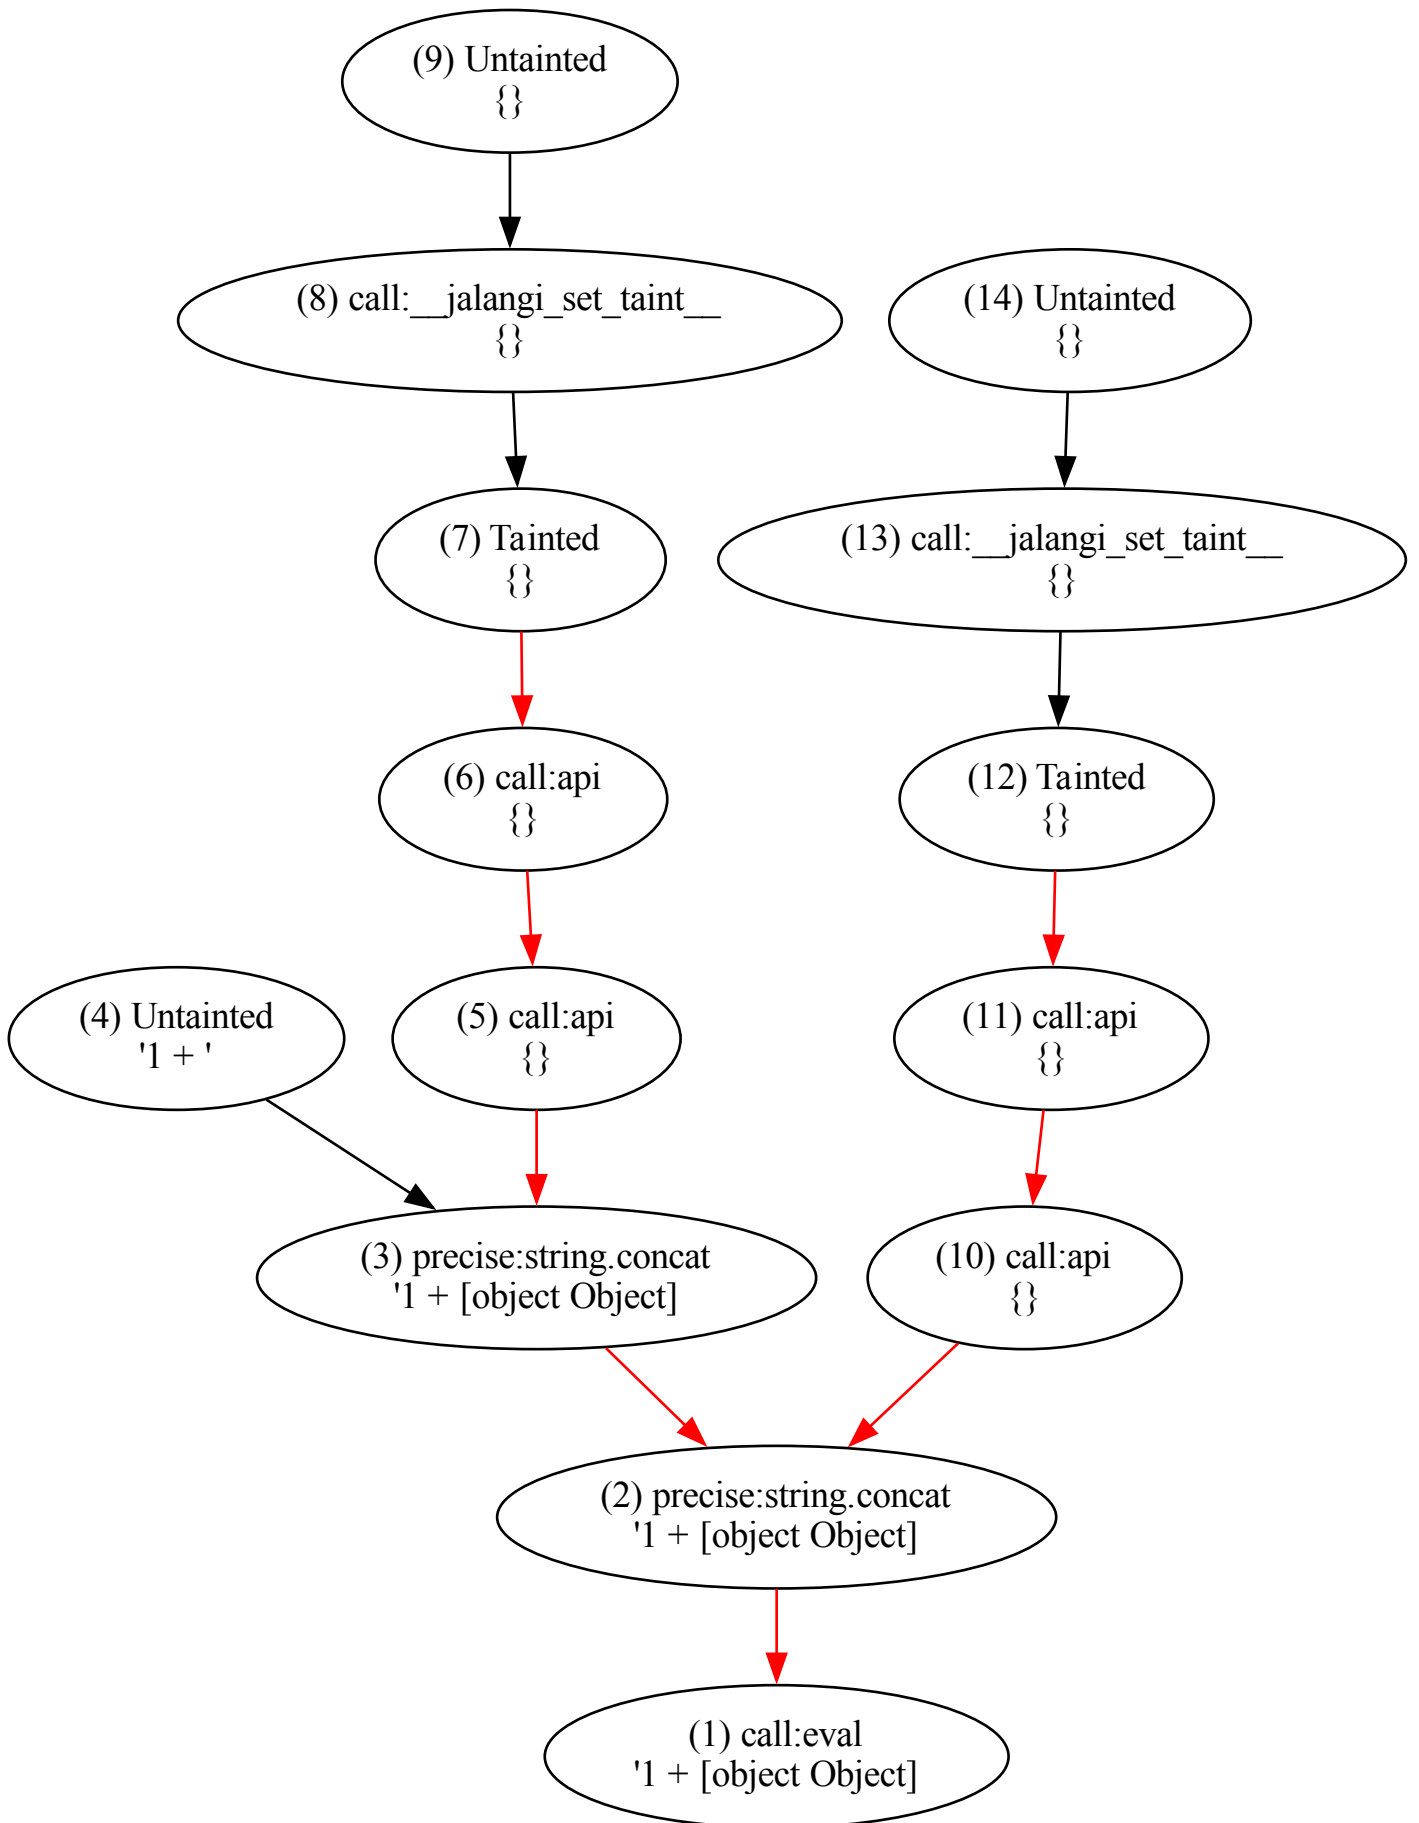 (9) Untainted
{}
(8) call:__jalangi_set_taint__
{}
(14) Untainted
{}
(7) Tainted
{}
(13) call:__jalangi_set_taint__
{}
(6) call:api
{}
(12) Tainted
{}
(4) Untainted
'1 + '
(5) call:api
{}
(11) call:api
{}
(3) precise:string.concat
'1 + [object Object]
(10) call:api
{}
(2) precise:string.concat
'1 + [object Object]
(1) call:eval
'1 + [object Object]